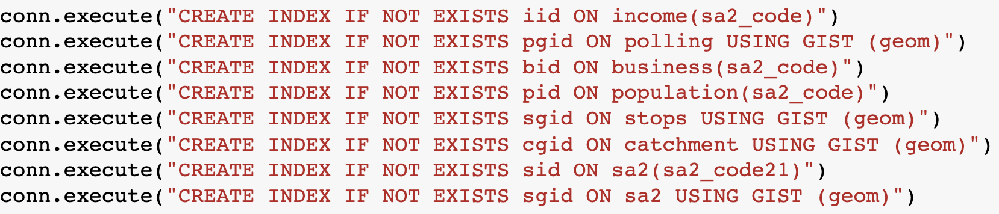 conn.execute("CREATE INDEX IF NOT EXISTS iid ON income(sa2_code)")
conn.execute("CREATE INDEX IF NOT EXISTS pgid ON polling USING GIST (geom)")
conn.execute("CREATE INDEX IF NOT EXISTS bid ON business(sa2_code)")
conn.execute("CREATE INDEX IF NOT EXISTS pid ON population(sa2_code)")
conn.execute("CREATE INDEX IF NOT EXISTS sgid ON stops USING GIST (geom)")
conn.execute("CREATE INDEX IF NOT EXISTS cgid ON catchment USING GIST (geom)")
conn.execute("CREATE INDEX IF NOT EXISTS sid ON sa2(sa2_code21)")
conn.execute("CREATE INDEX IF NOT EXISTS sgid ON sa2 USING GIST (geom)")